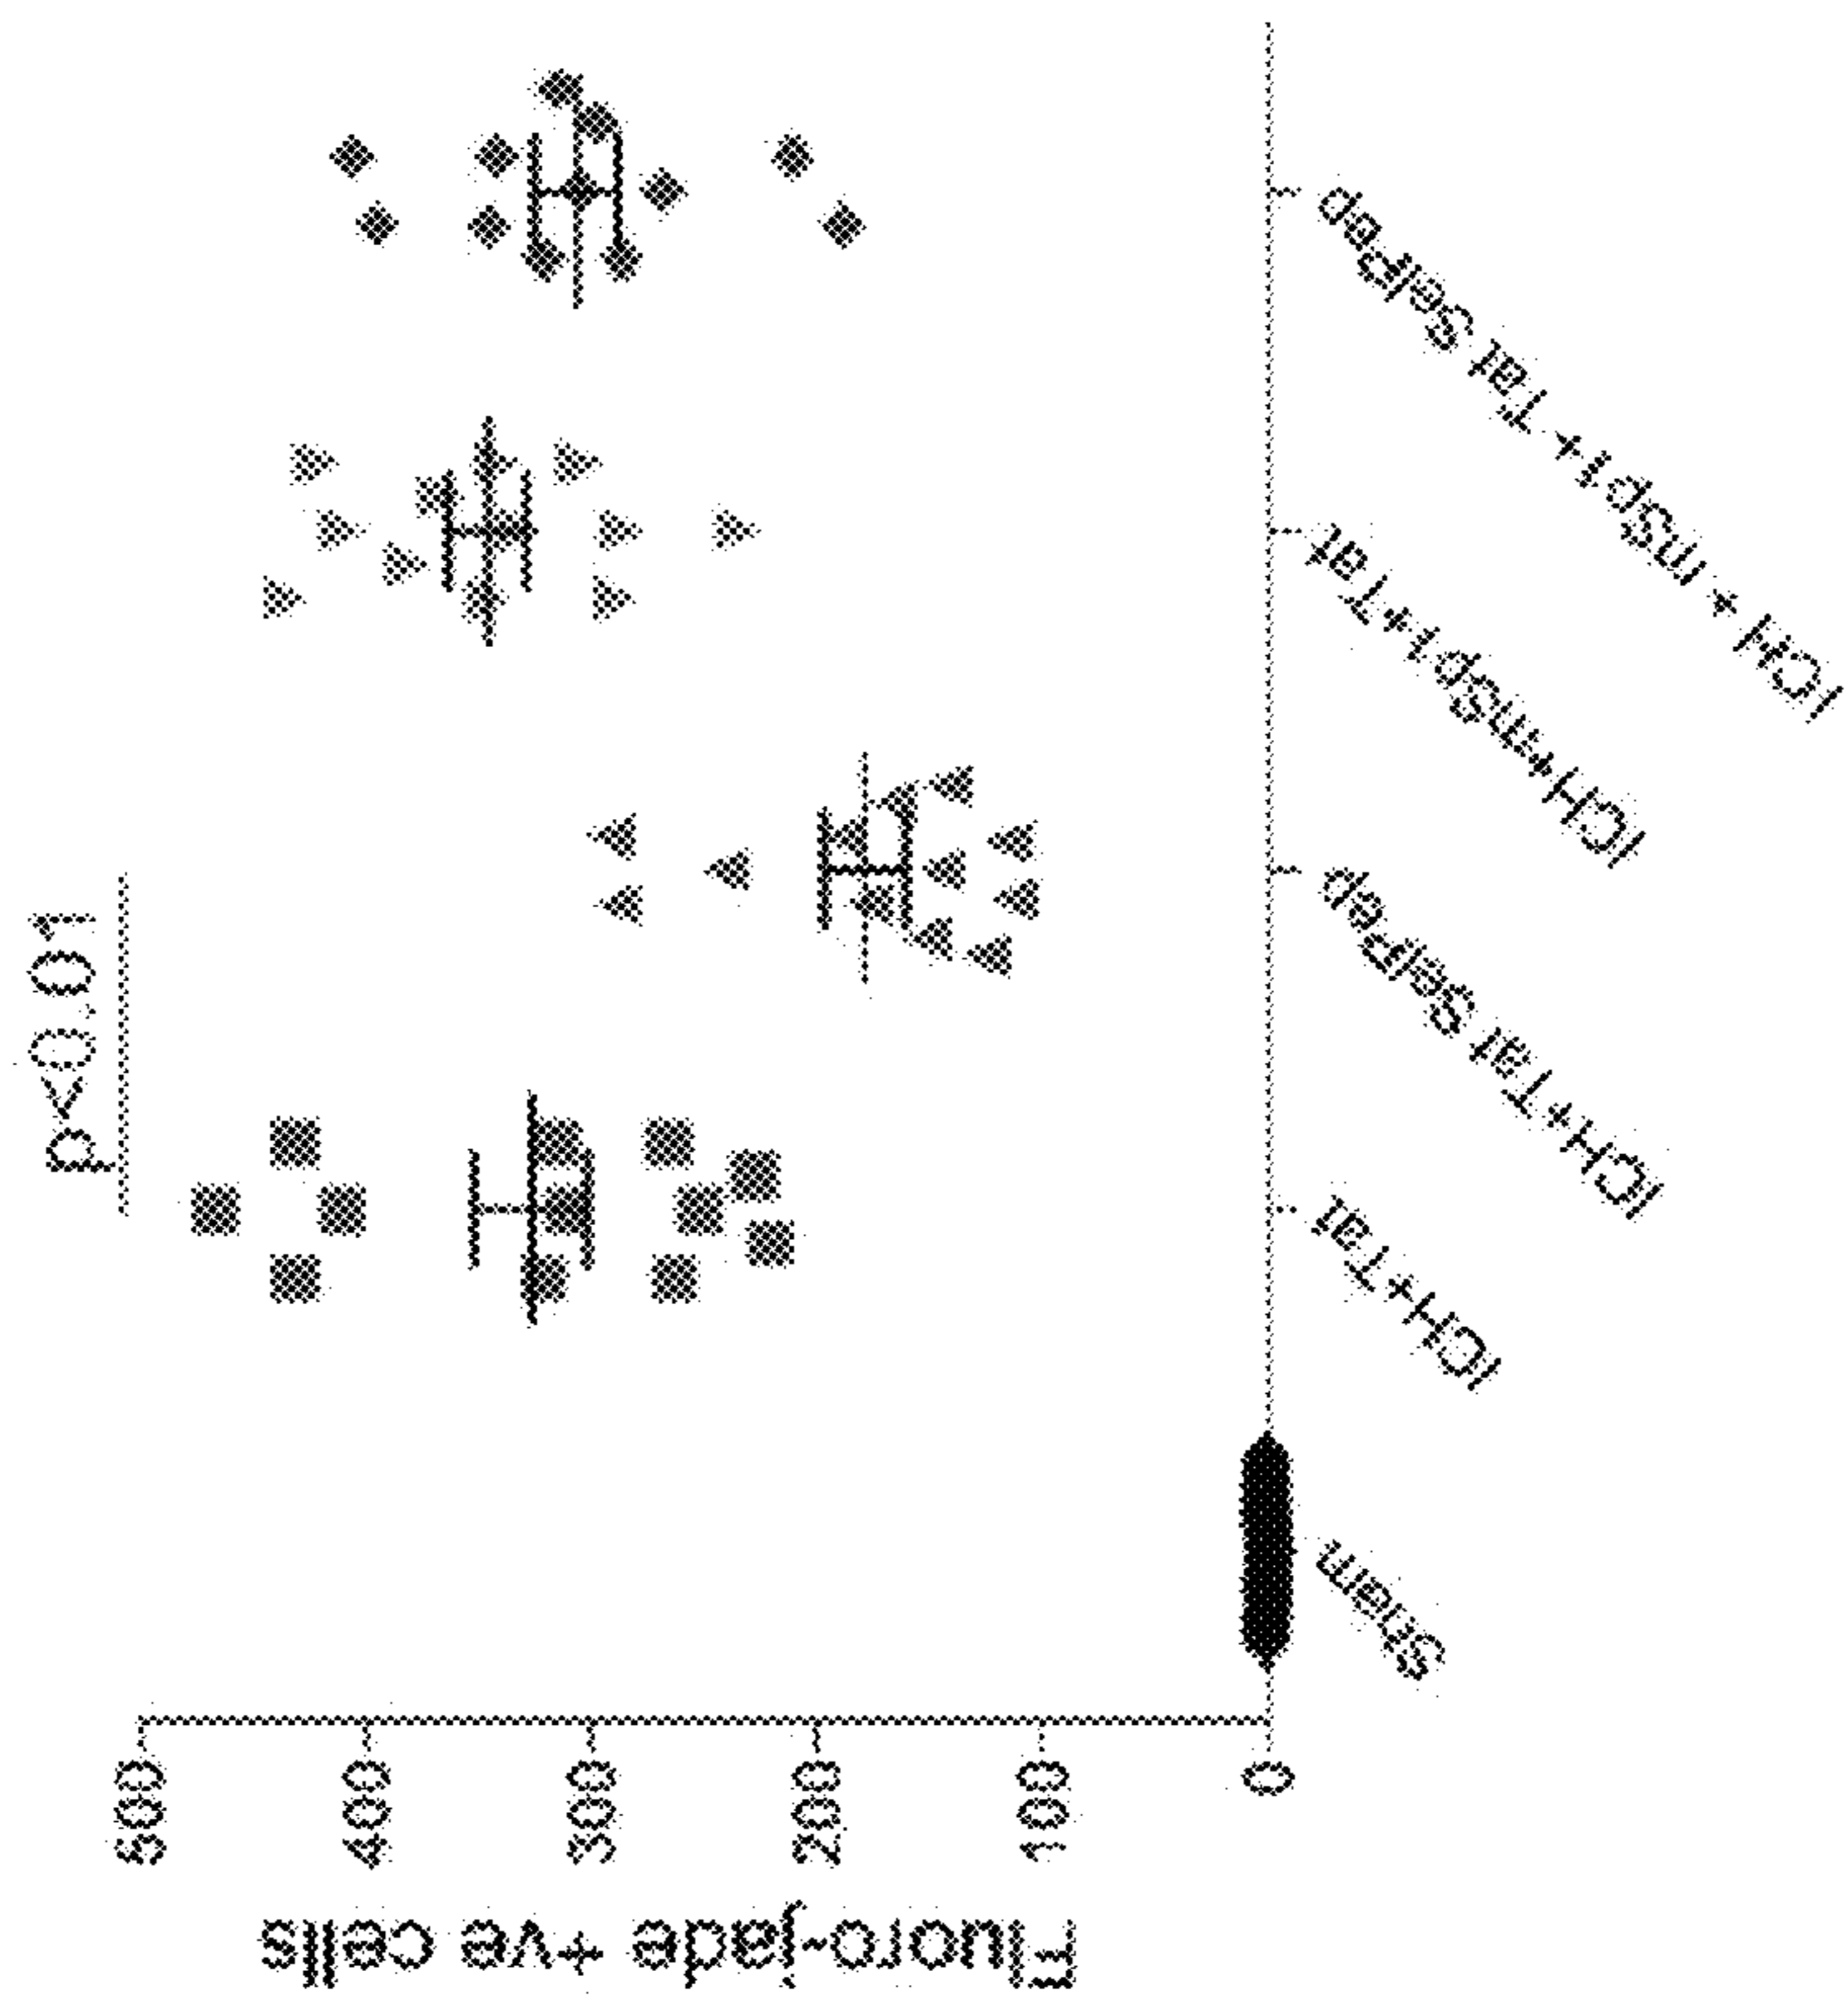 p<0.01
Fluoro-jade +ve cells
500
400
300
200
100
0
Sham
ICH+Tat
ICH+Tat Selpep
ICH+msp1+Tat
ICH + mSP1+ Tat Selpep